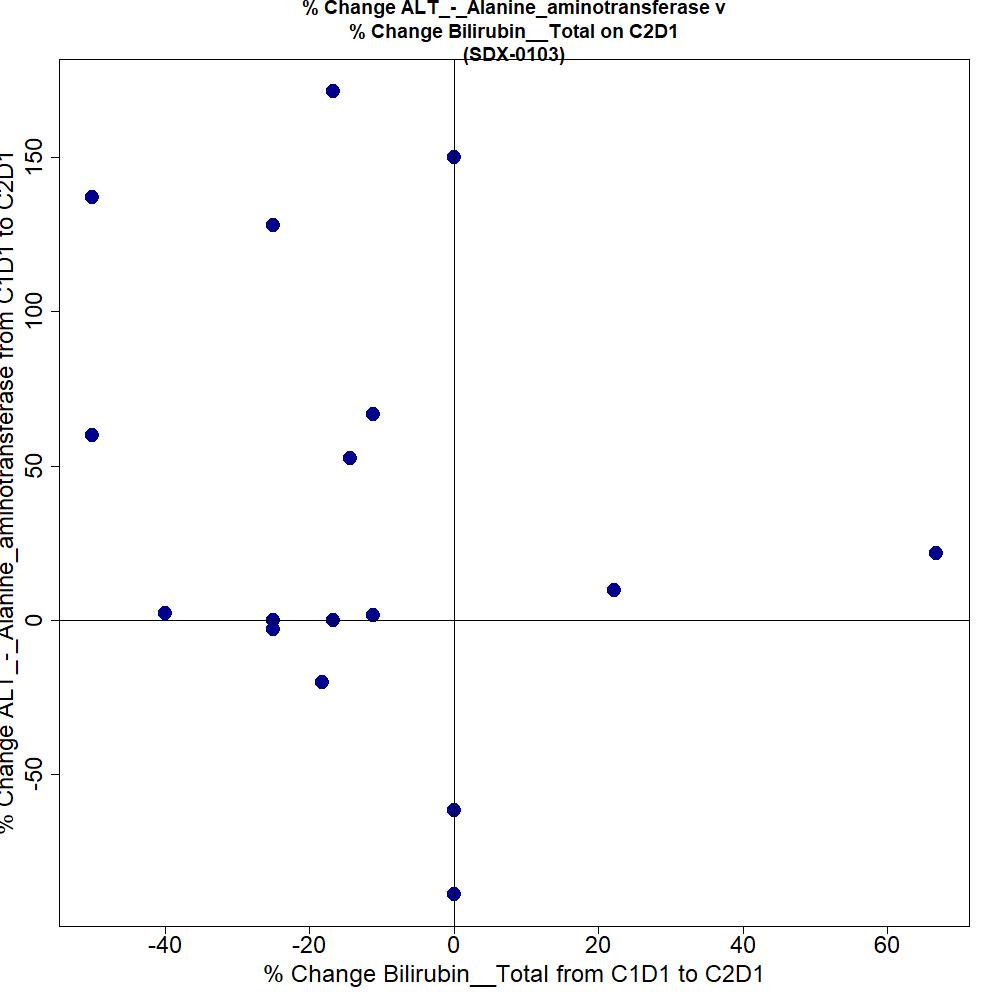 % Change ALT_-_Alanine_aminotransferase v
% Change Bilirubin__Total on C2D1
(SDX-0103)
% Change ALT_-_Alanine_aminotransferase from C1D1 to C2D1
150
100
50
0
-50
-40
-20
0
20
40
60
% Change Bilirubin__Total from C1D1 to C2D1